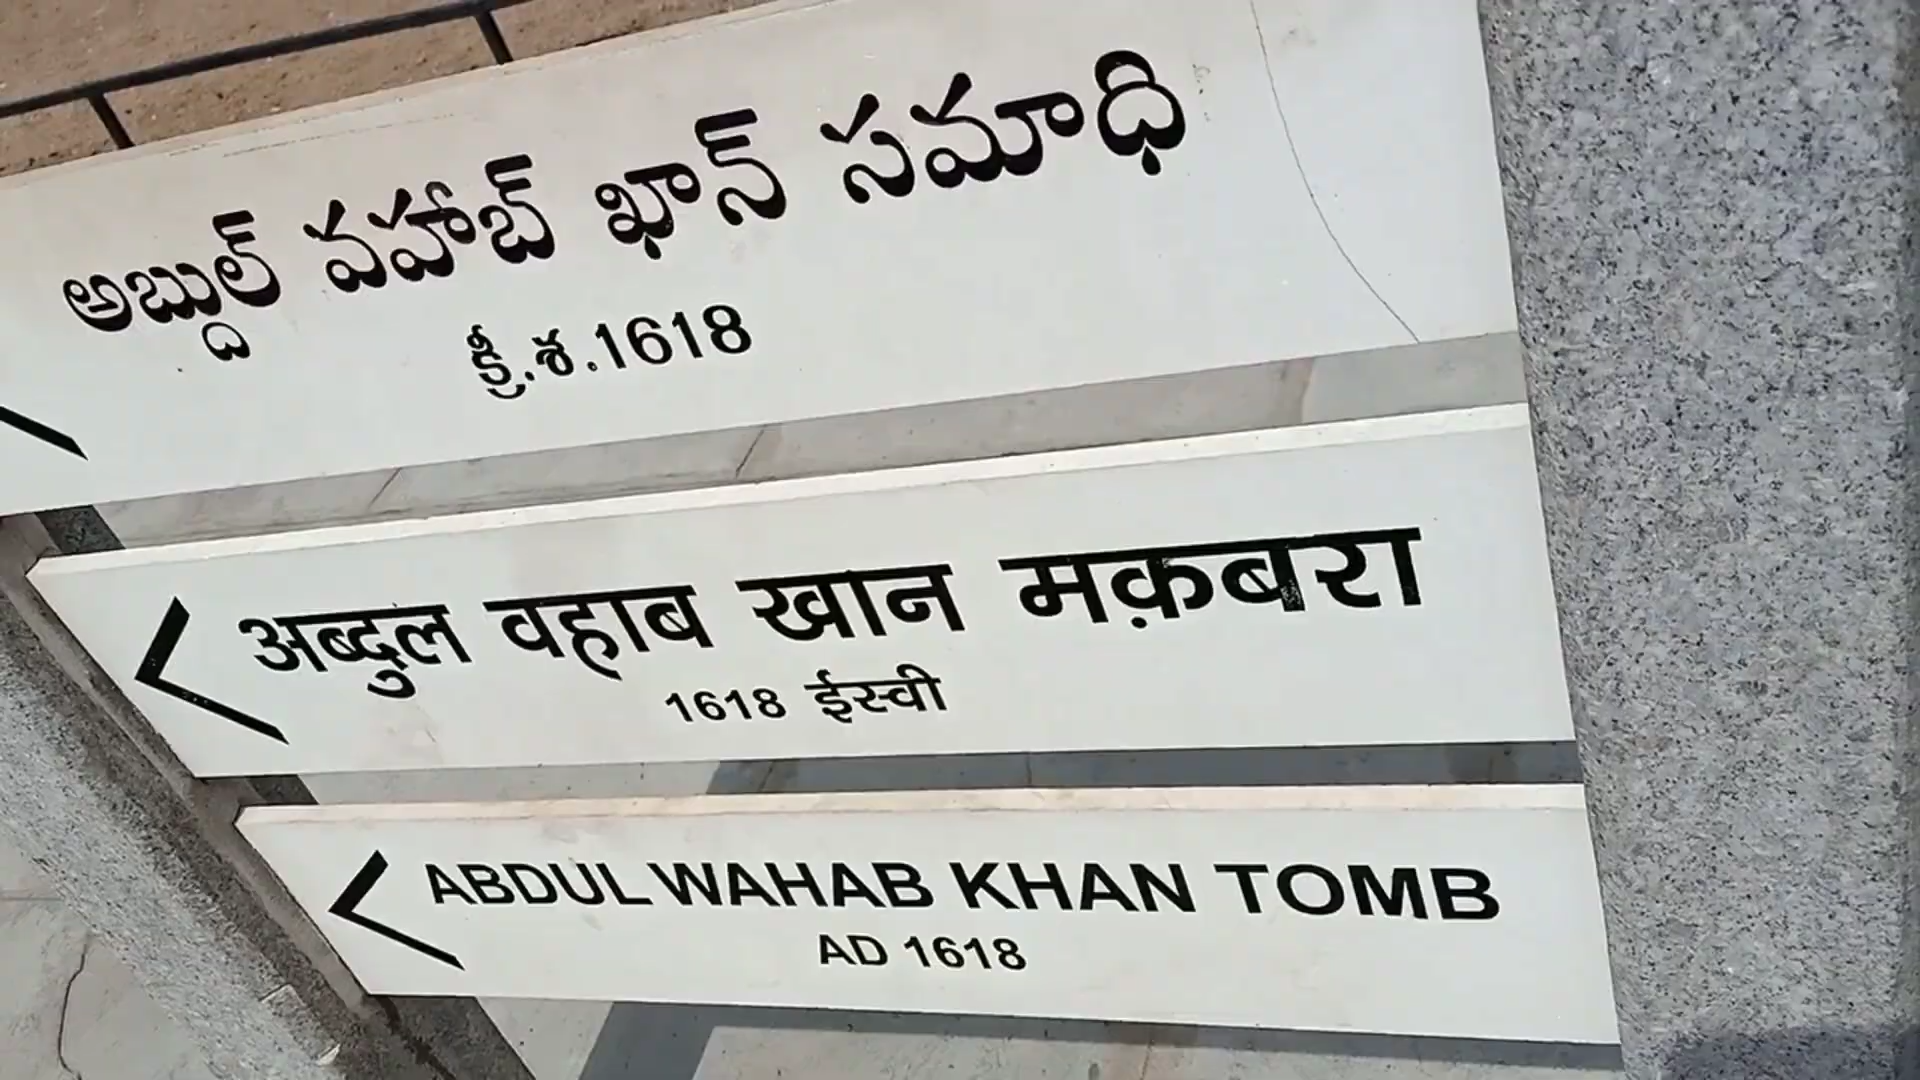 అబ్దుల్ వహాబ్ ఖాన్ సమాధి
క్రీ.శ.1618
अब्दुल वहाब खान मक़बरा
1618 ईस्वी
ABDUL WAHAB KHAN TOMB
AD 1618